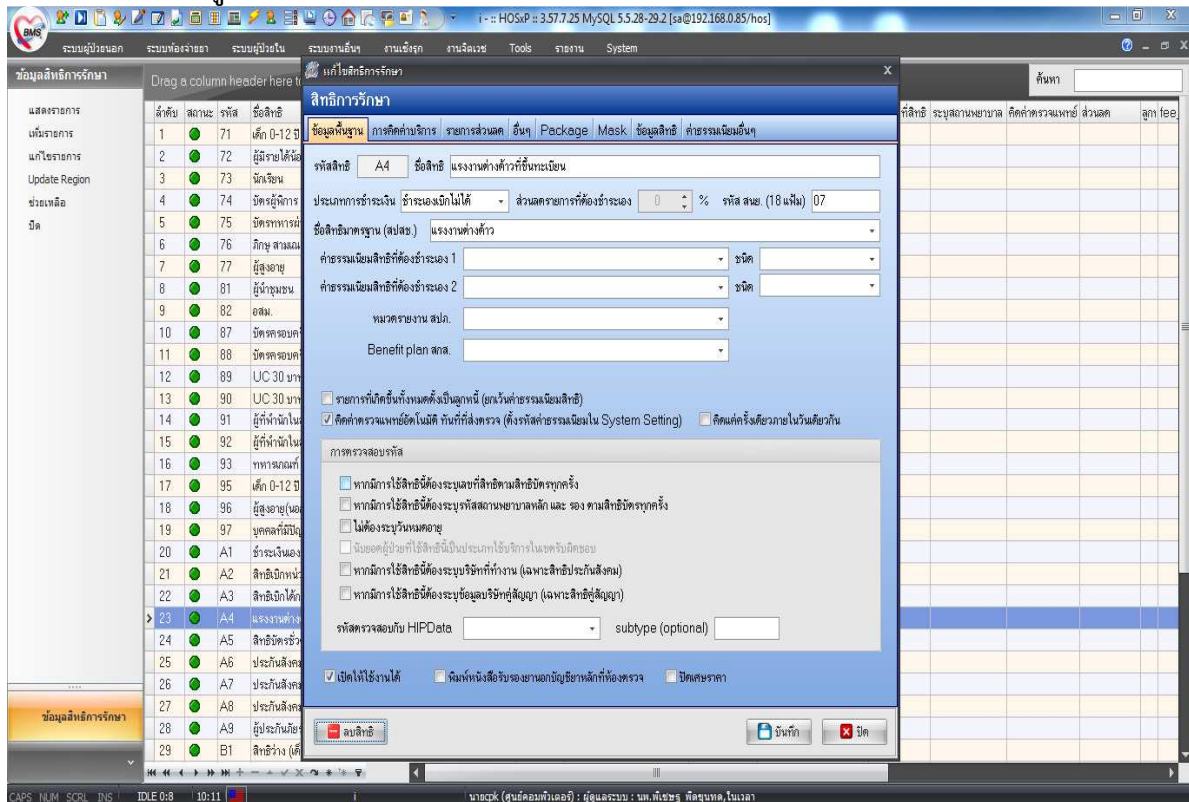 i - :: HOSxP :: 3.57.7.25 MySQL 5.5.28-29.2 [sa@192.168.0.85/hos]
BMS
ระบบผู้ป่วยนอก ระบบห้องจ่ายยา ระบบผู้ป่วยใน ระบบงานอื่นๆ งานเชิงรุก งานจิตเวช Tools รายงาน System
ข้อมูลสิทธิการรักษา
แสดงรายการ
เพิ่มรายการ
แก้ไขรายการ
Update Region
ช่วยเหลือ
ปิด
ข้อมูลสิทธิการรักษา
Drag a column header here to
ค้นหา
ลำดับ สถานะ รหัส ชื่อสิทธิ
ที่สิทธิ ระบุสถานพยาบาล คิดค่าตรวจแพทย์ ส่วนลด ลูกา fee_
1 71 เด็ก 0-12 ปี
2 72 ผู้มีรายได้น้อ
3 73 นักเรียน
4 74 บัตรผู้พิการ
5 75 บัตรทหารผ่า
6 76 ภิกษุ สามเณ
7 77 ผู้สูงอายุ
8 81 ผู้นำชุมชน
9 82 อสม.
10 87 บัตรครอบครั
11 88 บัตรครอบครั
12 89 UC 30 บาท
13 90 UC 30 บาท
14 91 ผู้ที่พำนักใน
15 92 ผู้ที่พำนักใน
16 93 ทหารเกณฑ์
17 95 เด็ก 0-12 ปี
18 96 ผู้สูงอายุ(นอ
19 97 บุคคลที่มีปัญ
20 A1 ชำระเงินเอง
21 A2 สิทธิเบิกหน่ว
22 A3 สิทธิเบิกได้ก
23 A4 แรงงานต่าง
24 A5 สิทธิบัตรชั่ว
25 A6 ประกันสังคม
26 A7 ประกันสังคม
27 A8 ประกันสังคม
28 A9 ผู้ประกันภัย
29 B1 สิทธิว่าง (เด็
แก้ไขสิทธิการรักษา x
สิทธิการรักษา
ข้อมูลพื้นฐาน การคิดค่าบริการ รายการส่วนลด อื่นๆ Package Mask ข้อมูลสิทธิ ค่าธรรมเนียมอื่นๆ
รหัสสิทธิ A4 ชื่อสิทธิ แรงงานต่างด้าวที่ขึ้นทะเบียน
ประเภทการชำระเงิน ชำระเองเบิกไม่ได้ ส่วนลดรายการที่ต้องชำระเอง 0 % รหัส สนย. (18 แฟ้ม) 07
ชื่อสิทธิมาตรฐาน (สปสช.) แรงงานต่างด้าว
ค่าธรรมเนียมสิทธิที่ต้องชำระเอง 1 ชนิด
ค่าธรรมเนียมสิทธิที่ต้องชำระเอง 2 ชนิด
หมวดรายงาน สปภ.
Benefit plan สกส.
รายการที่เกิดขึ้นทั้งหมดตั้งเป็นลูกหนี้ (ยกเว้นค่าธรรมเนียมสิทธิ)
คิดค่าตรวจแพทย์อัตโนมัติ ทันทีที่ส่งตรวจ (ตั้งรหัสค่าธรรมเนียมใน System Setting) คิดแค่ครั้งเดียวภายในวันเดียวกัน
การตรวจสอบรหัส
หากมีการใช้สิทธินี้ต้องระบุเลขที่สิทธิตามสิทธิบัตรทุกครั้ง
หากมีการใช้สิทธินี้ต้องระบุรหัสสถานพยาบาลหลัก และ รอง ตามสิทธิบัตรทุกครั้ง
ไม่ต้องระบุวันหมดอายุ
นับยอดผู้ป่วยที่ใช้สิทธินี้เป็นประเภทใช้บริการในเขตรับผิดชอบ
หากมีการใช้สิทธินี้ต้องระบุบริษัทที่ทำงาน (เฉพาะสิทธิประกันสังคม)
หากมีการใช้สิทธินี้ต้องระบุข้อมูลบริษัทคู่สัญญา (เฉพาะสิทธิคู่สัญญา)
รหัสตรวจสอบกับ HIPData subtype (optional)
เปิดให้ใช้งานได้ พิมพ์หนังสือรับรองยานอกบัญชียาหลักที่ห้องตรวจ ปัดเศษราคา
ลบสิทธิ บันทึก ปิด
CAPS NUM SCRL INS IDLE 0:8 10:11 i นายcpk (ศูนย์คอมพิวเตอร์) : ผู้ดูแลระบบ : นพ.พิเชษฐ พืดขุนทด,ในเวลา